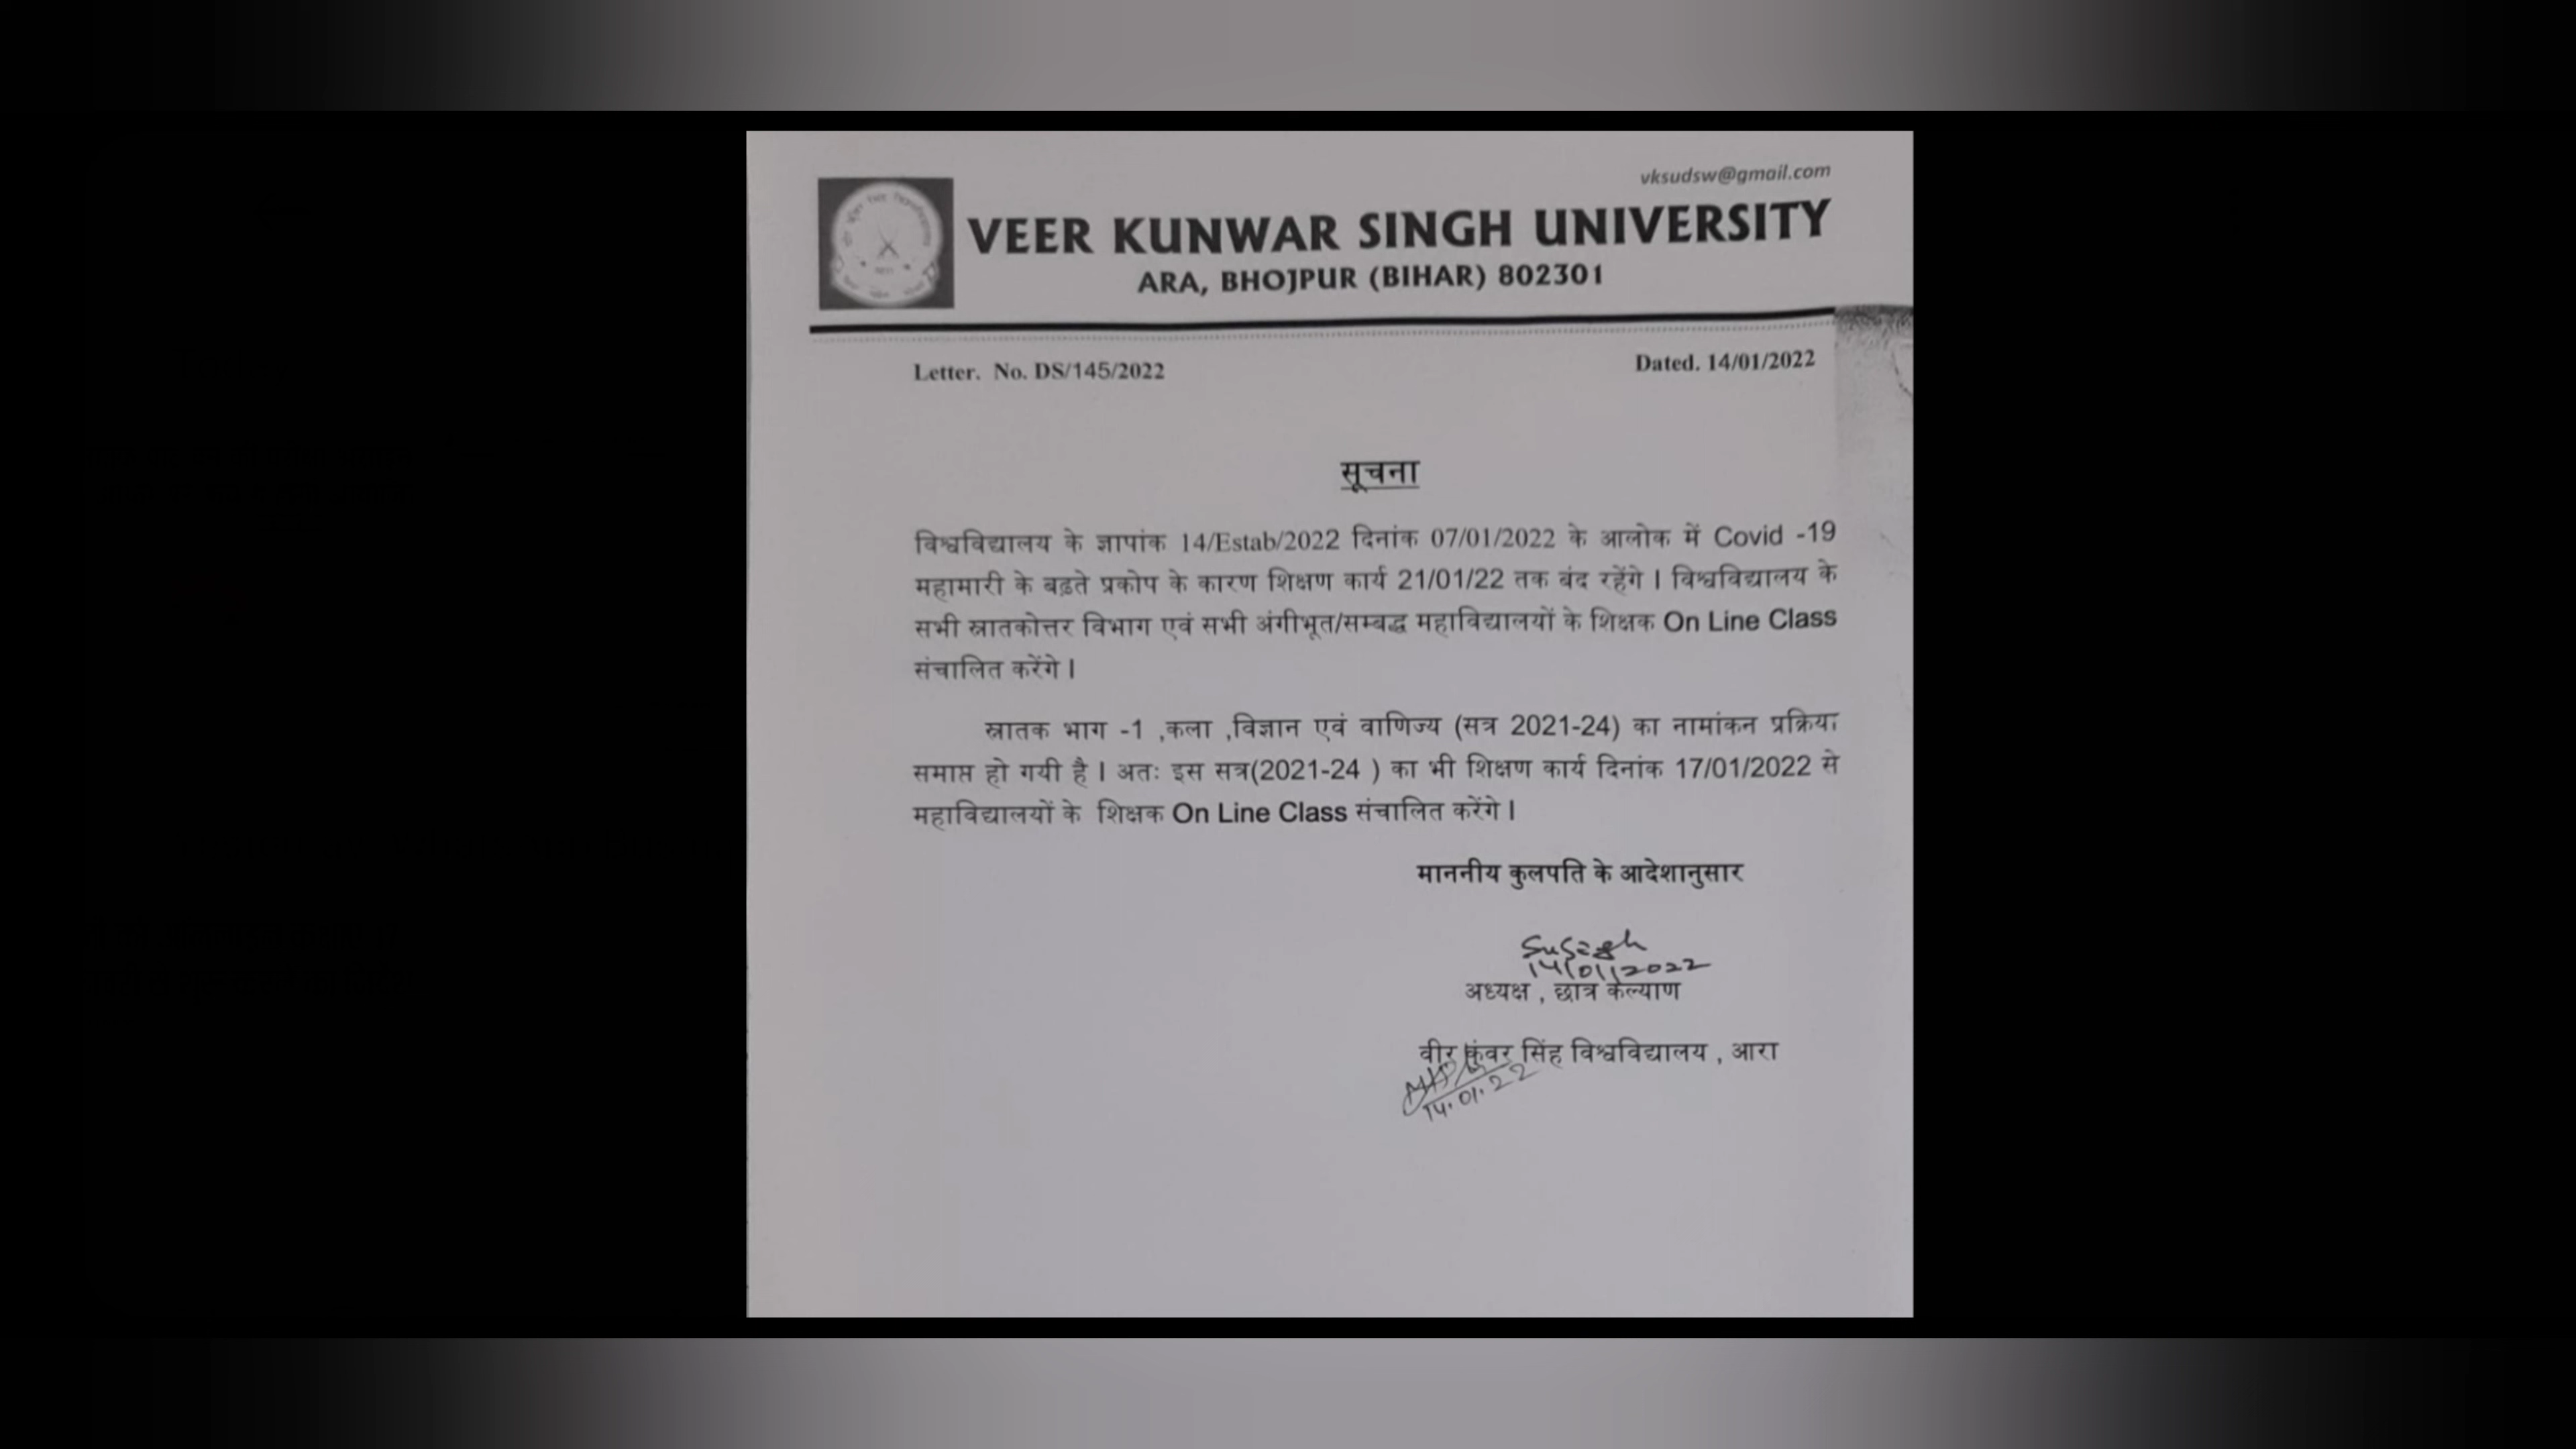 vksudsw@gmail.com
VEER KUNWAR SINGH UNIVERSITY
ARA, BHOJPUR (BIHAR) 802301
Letter. No. DS/145/2022
Dated. 14/01/2022
सूचना
विश्वविद्यालय के ज्ञापांक 14/Estab/2022 दिनांक 07/01/2022 के आलोक में Covid -19
महामारी के बढ़ते प्रकोप के कारण शिक्षण कार्य 21/01/22 तक बंद रहेंगे ।  विश्वविद्यालय के
सभी स्नातकोत्तर विभाग एवं सभी अंगीभूत/सम्बद्ध महाविद्यालयों के शिक्षक On Line Class
संचालित करेंगे ।
स्नातक भाग -1 ,कला ,विज्ञान एवं वाणिज्य (सत्र 2021-24) का नामांकन प्रक्रिया
समाप्त हो गयी है । अतः इस सत्र(2021-24 ) का भी शिक्षण कार्य दिनांक 17/01/2022 से
महाविद्यालयों के शिक्षक On Line Class संचालित करेंगे ।
माननीय कुलपति के आदेशानुसार
14/01/2022
अध्यक्ष , छात्र कल्याण
वीर कुंवर सिंह विश्वविद्यालय , आरा
14.01.22